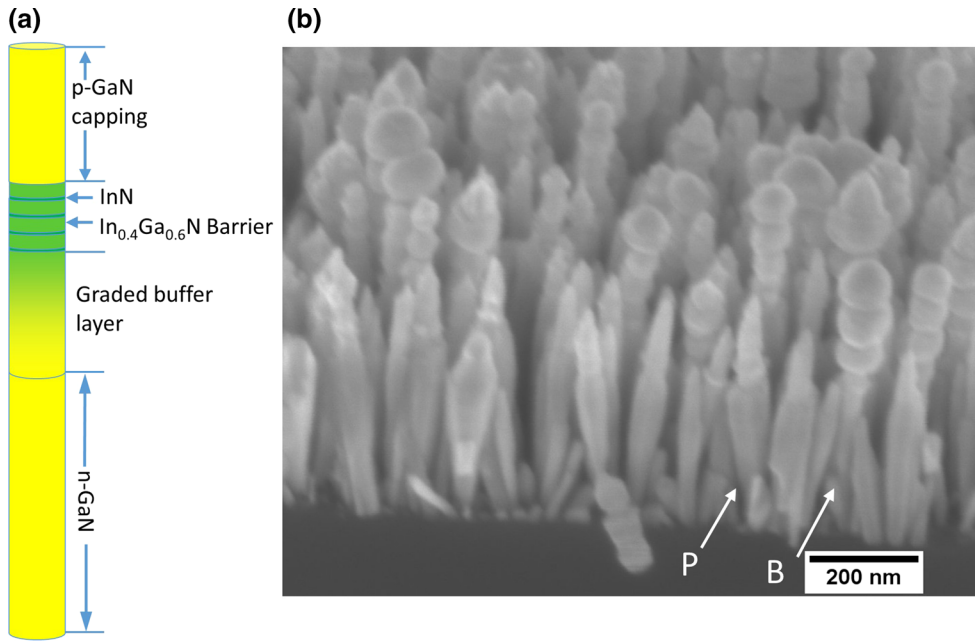 (a)
p-GaN
capping
InN
In₀.₄Ga₀.₆N Barrier
Graded buffer
layer
n-GaN
(b)
P
B
200 nm